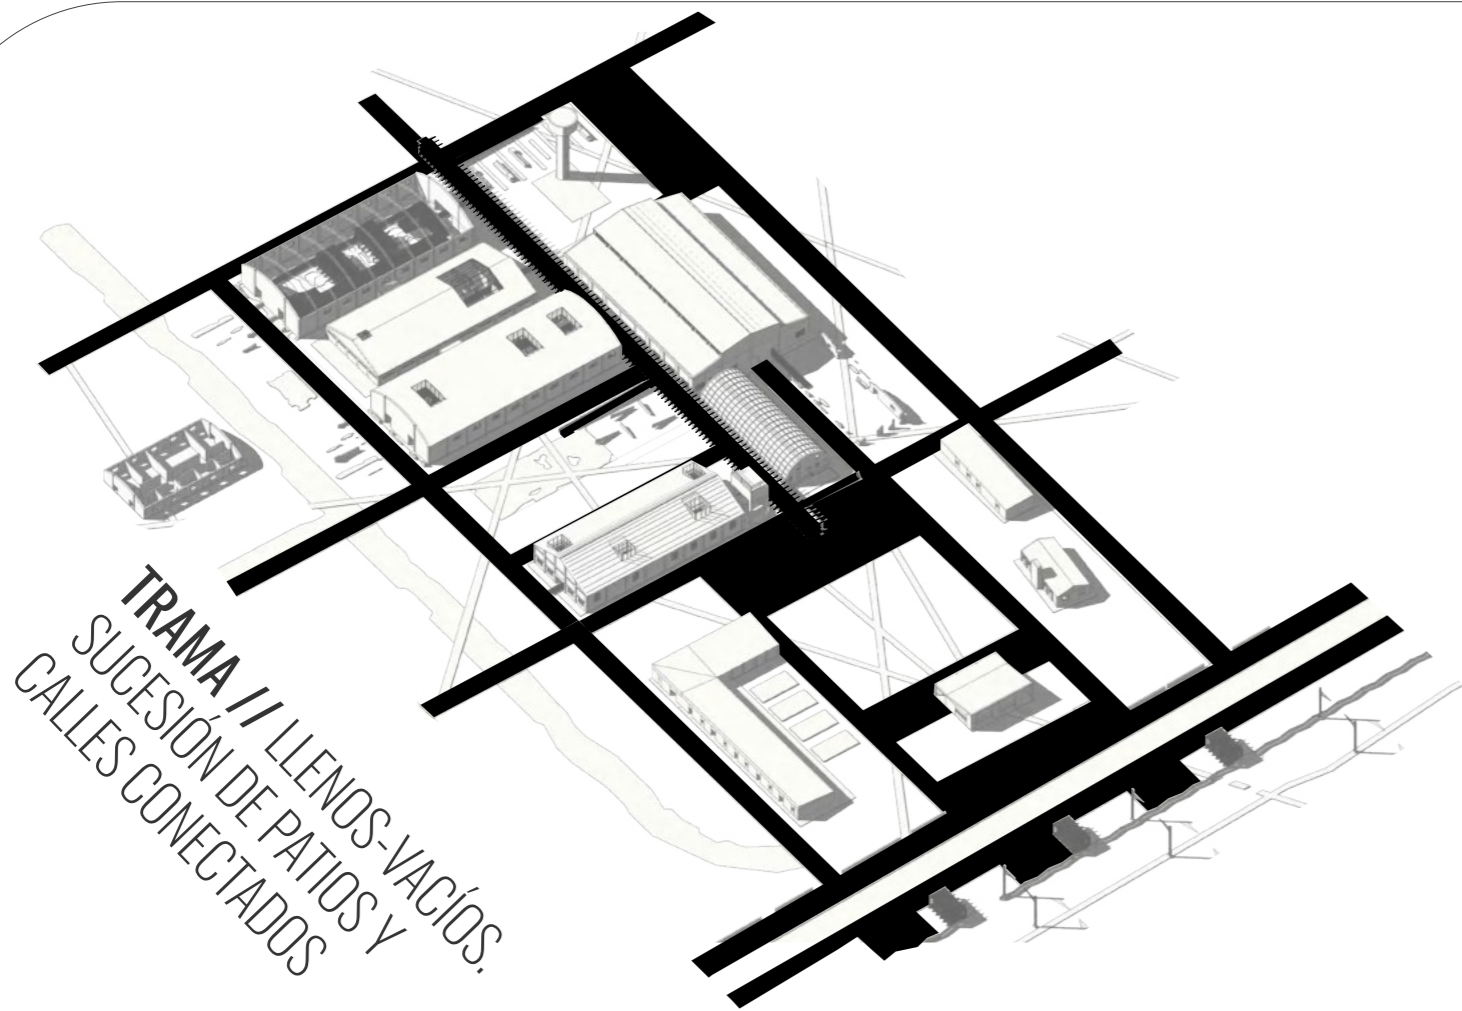 TRAMA // LLENOS-VACÍOS.
SUCESIÓN DE PATIOS Y
CALLES CONECTADOS